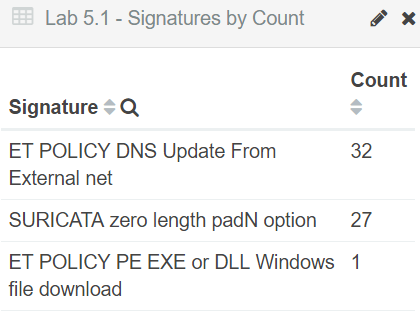 Lab 5.1 - Signatures by Count
Count
Signature
ET POLICY DNS Update From 32
External net
SURICATA zero length padN option 27
ET POLICY PE EXE or DLL Windows 1
file download